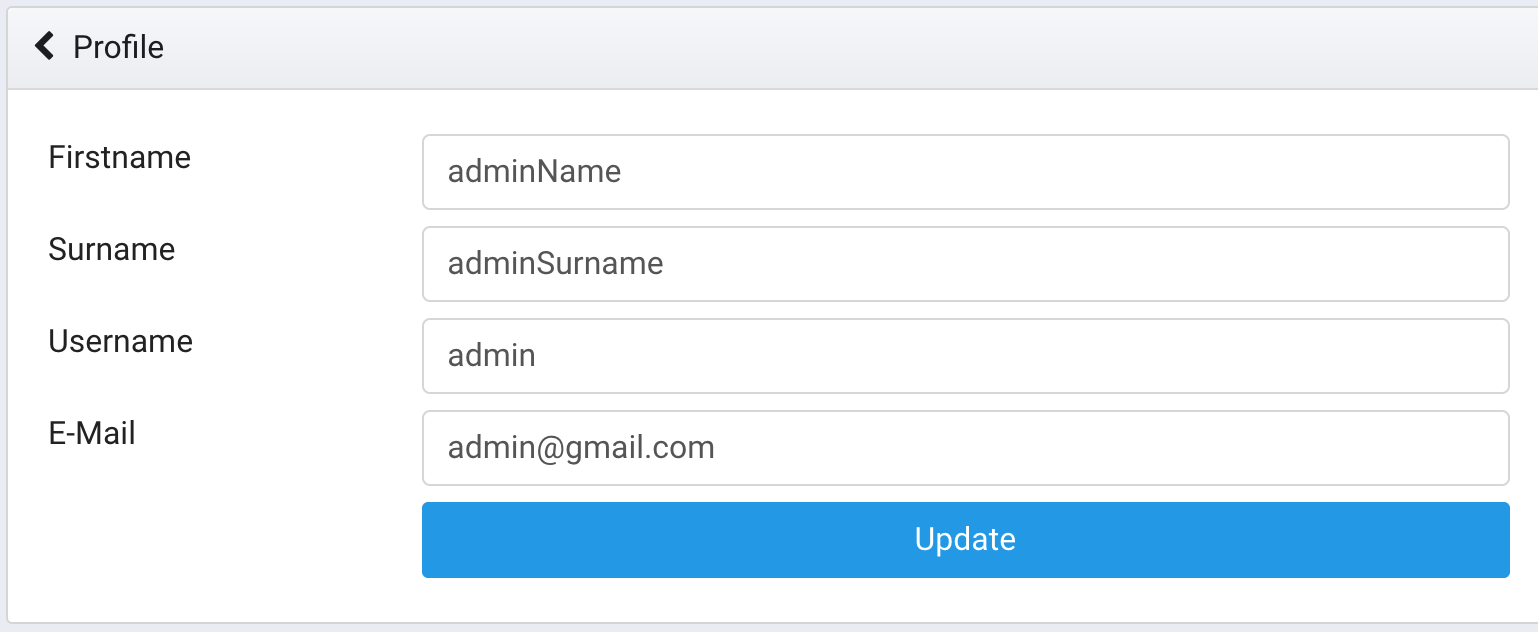 Profile
Firstname adminName
Surname adminSurname
Username admin
E-Mail admin@gmail.com
Update